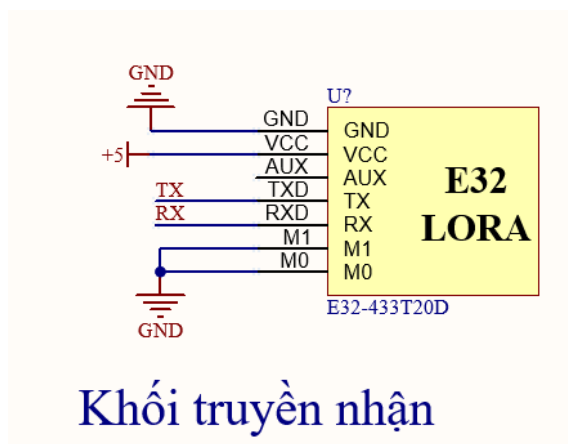 GND
U?
GND GND
+5 VCC VCC
AUX AUX
TX TXD TX
RX RXD RX
M1 M1
M0 M0
E32
LORA
GND
E32-433T20D
Khối truyền nhận